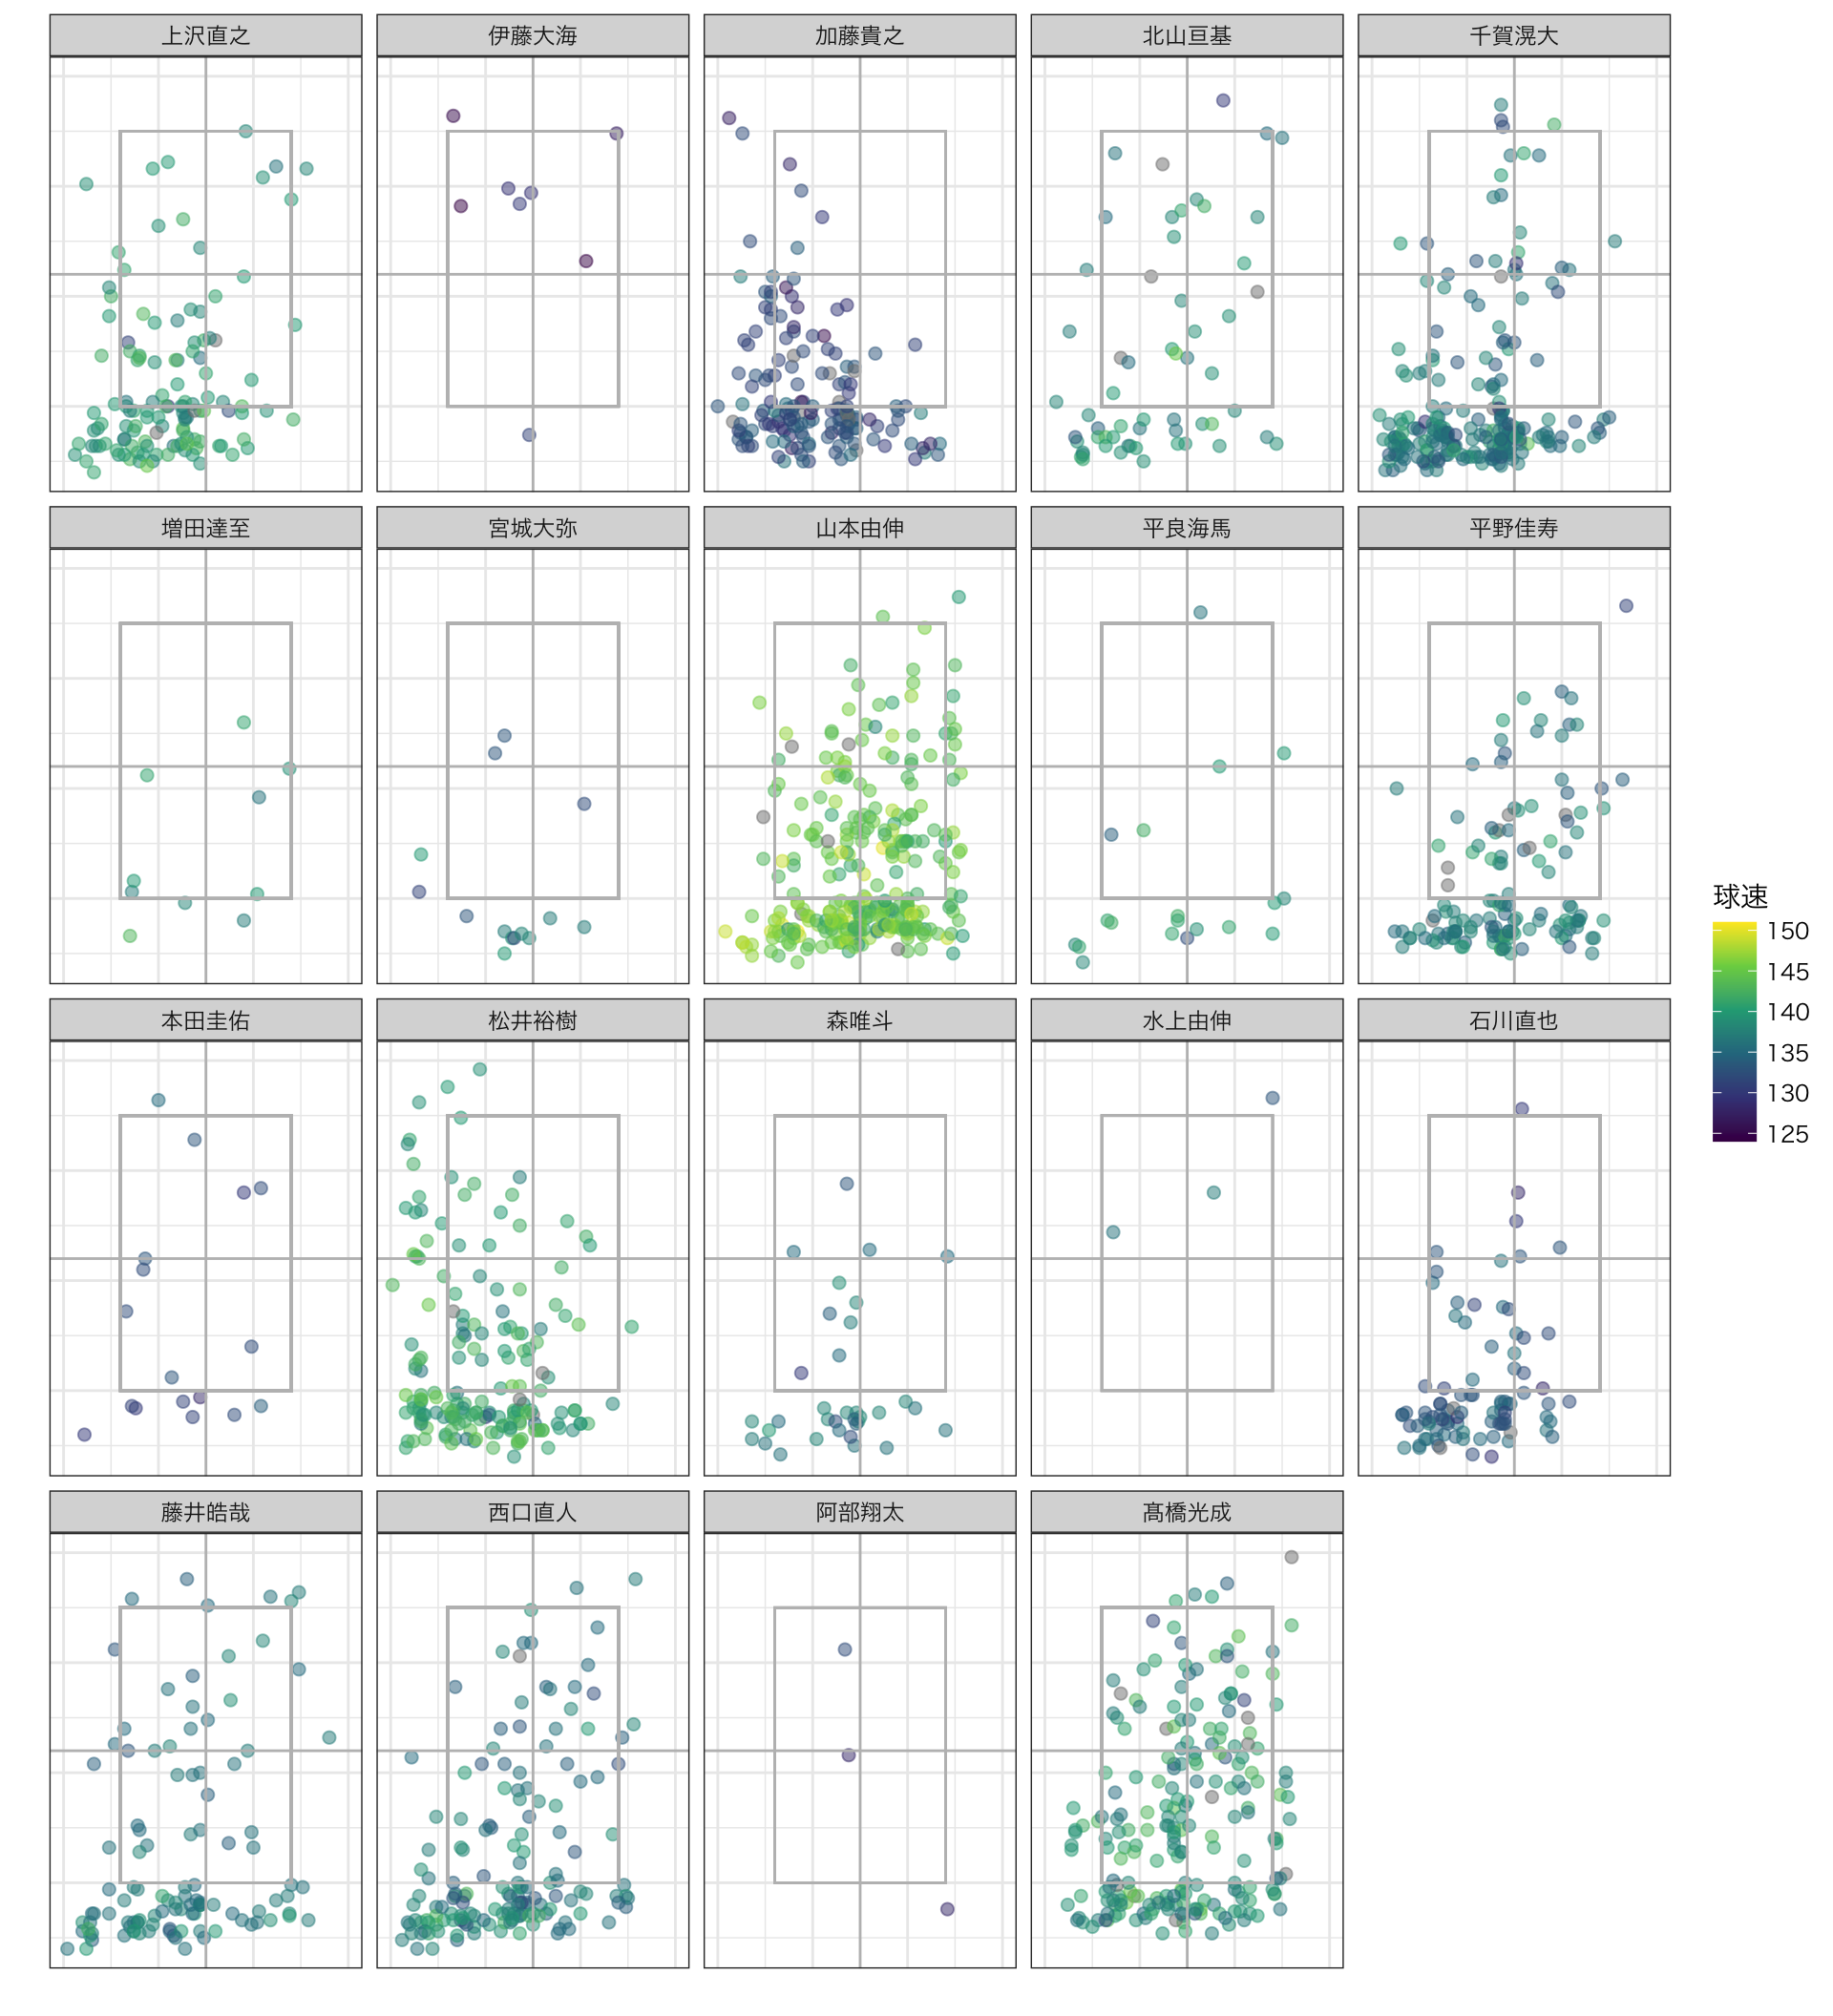 上沢直之
伊藤大海
加藤貴之
北山亘基
千賀滉大
増田達至
宮城大弥
山本由伸
平良海馬
平野佳寿
本田圭佑
松井裕樹
森唯斗
水上由伸
石川直也
藤井皓哉
西口直人
阿部翔太
髙橋光成
球速
150
145
140
135
130
125